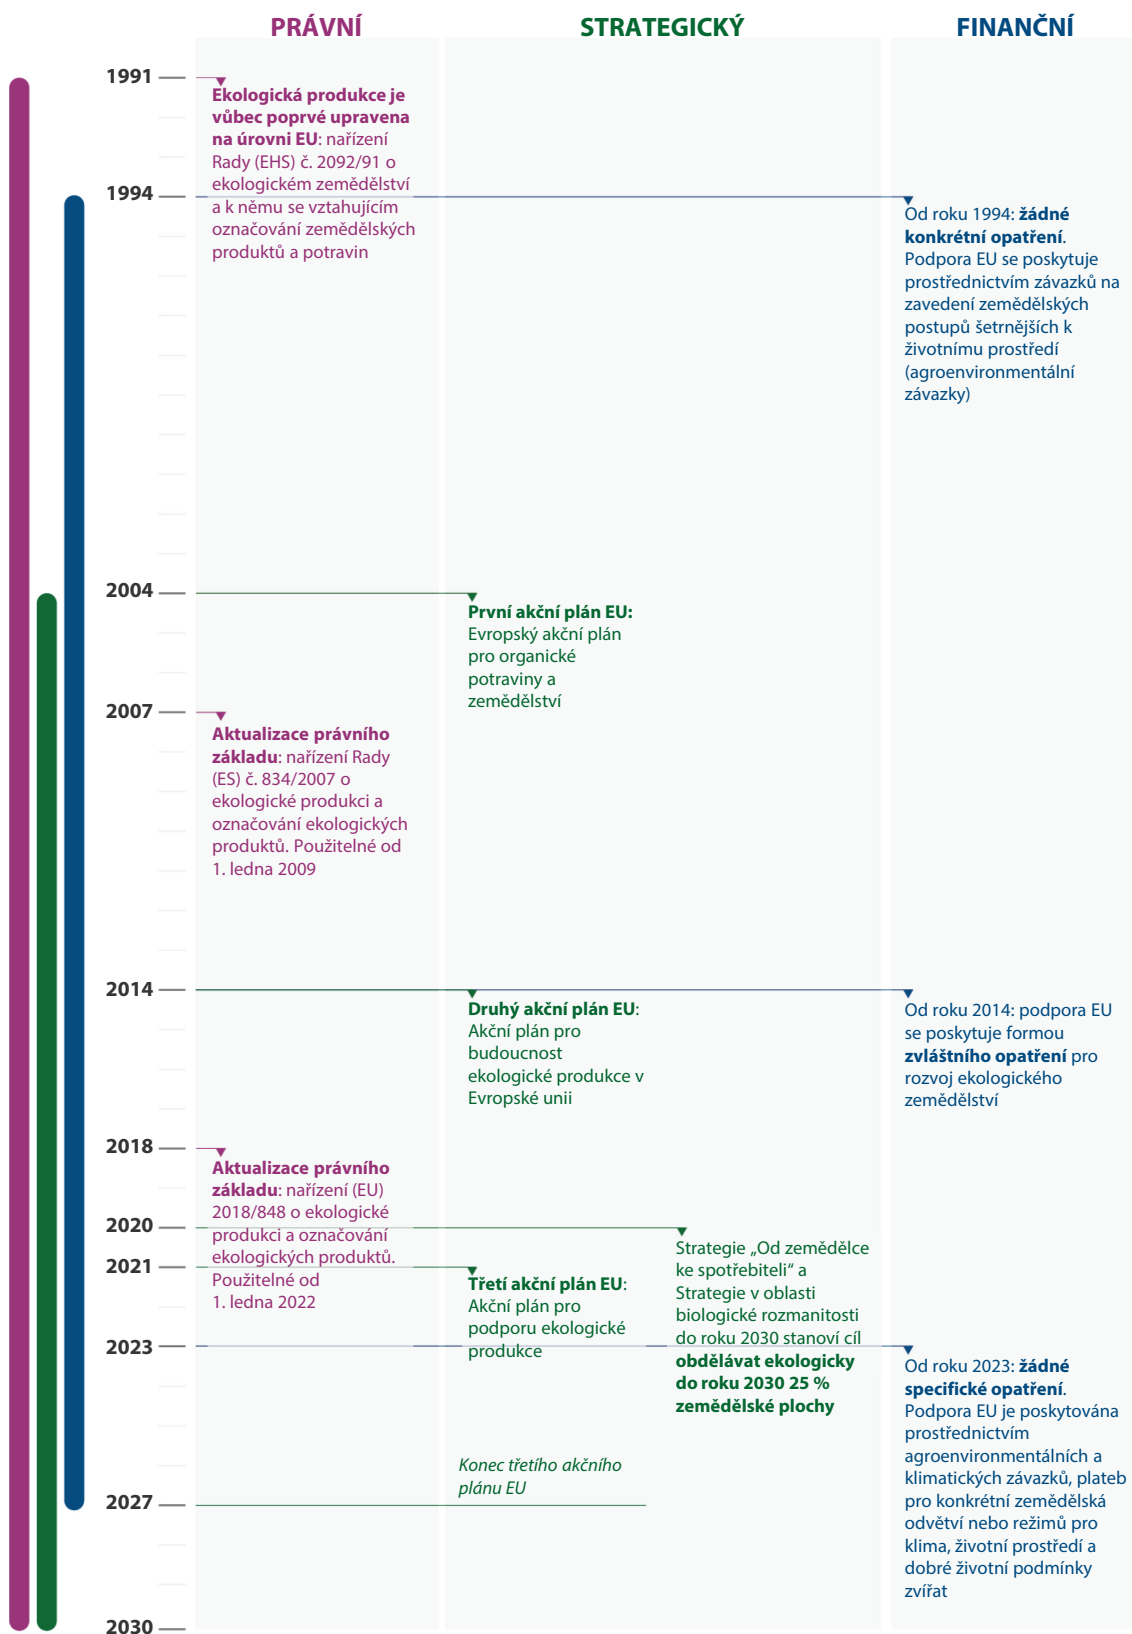 PRÁVNÍ
STRATEGICKÝ
FINANČNÍ
1991
Ekologická produkce je
vůbec poprvé upravena
na úrovni EU: nařízení
Rady (EHS) č. 2092/91 o
ekologickém zemědělství
a k němu se vztahujícím
označování zemědělských
produktů a potravin
1994
Od roku 1994: žádné
konkrétní opatření.
Podpora EU se poskytuje
prostřednictvím závazků na
zavedení zemědělských
postupů šetrnějších k
životnímu prostředí
(agroenvironmentální
závazky)
2004
První akční plán EU:
Evropský akční plán
pro organické
potraviny a
zemědělství
2007
Aktualizace právního
základu: nařízení Rady
(ES) č. 834/2007 o
ekologické produkci a
označování ekologických
produktů. Použitelné od
1. ledna 2009
2014
Druhý akční plán EU:
Akční plán pro
budoucnost
ekologické produkce v
Evropské unii
Od roku 2014: podpora EU
se poskytuje formou
zvláštního opatření pro
rozvoj ekologického
zemědělství
2018
Aktualizace právního
základu: nařízení (EU)
2018/848 o ekologické
produkci a označování
ekologických produktů.
Použitelné od
1. ledna 2022
2020
Strategie „Od zemědělce
ke spotřebiteli“ a
Strategie v oblasti
biologické rozmanitosti
do roku 2030 stanoví cíl
obdělávat ekologicky
do roku 2030 25 %
zemědělské plochy
2021
Třetí akční plán EU:
Akční plán pro
podporu ekologické
produkce
2023
Od roku 2023: žádné
specifické opatření.
Podpora EU je poskytována
prostřednictvím
agroenvironmentálních a
klimatických závazků, plateb
pro konkrétní zemědělská
odvětví nebo režimů pro
klima, životní prostředí a
dobré životní podmínky
zvířat
Konec třetího akčního
plánu EU
2027
2030